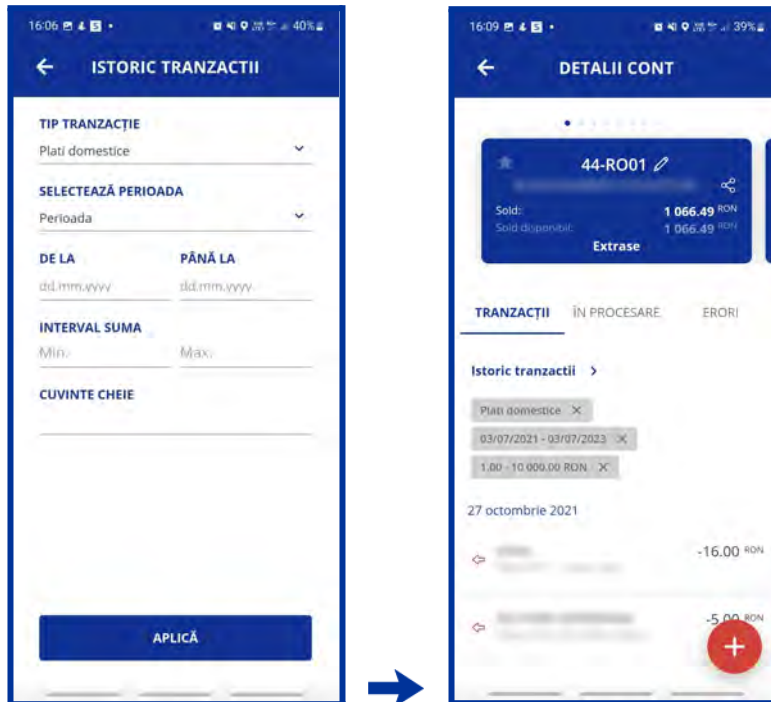 16:06
40%
ISTORIC TRANZACTII
TIP TRANZACȚIE
Plati domestice
SELECTEAZĂ PERIOADA
Perioada
DE LA
PÂNĂ LA
dd.mm.yyyy
dd.mm.yyyy
INTERVAL SUMA
Min.
Max.
CUVINTE CHEIE
APLICĂ
16:09
39%
DETALII CONT
44-RO01
Sold:
1 066.49 RON
Sold disponibil:
1 066.49 RON
Extrase
TRANZACȚII
ÎN PROCESARE
ERORI
Istoric tranzactii >
Plati domestice ×
03/07/2021 - 03/07/2023 ×
1.00 - 10 000.00 RON ×
27 octombrie 2021
-16.00 RON
-5.00 RON